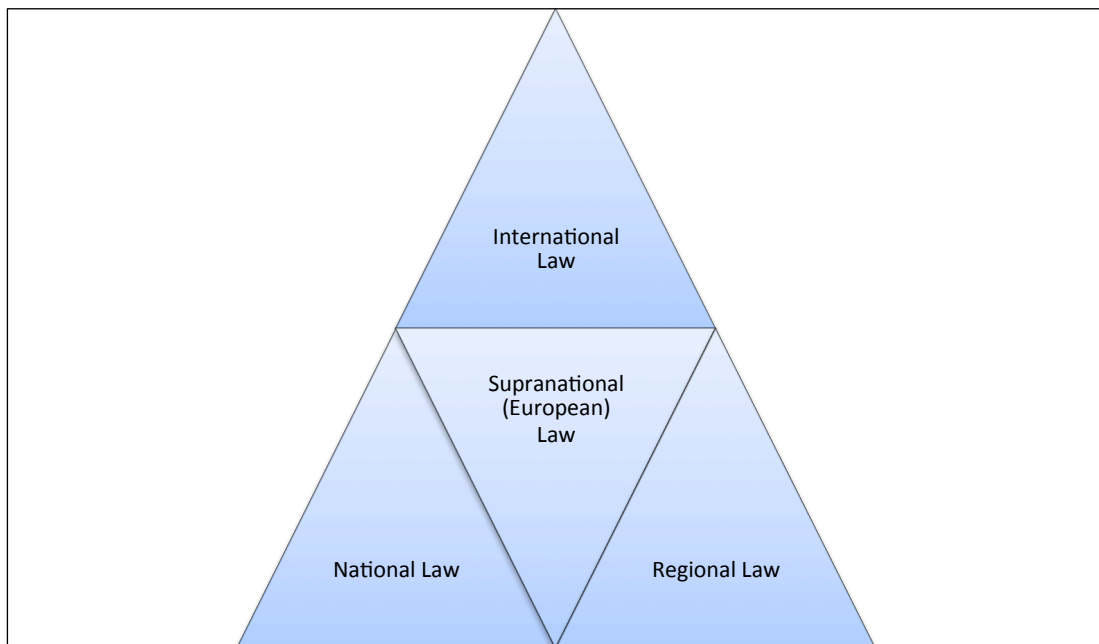 International
Law
Supranational
(European)
Law
National Law
Regional Law